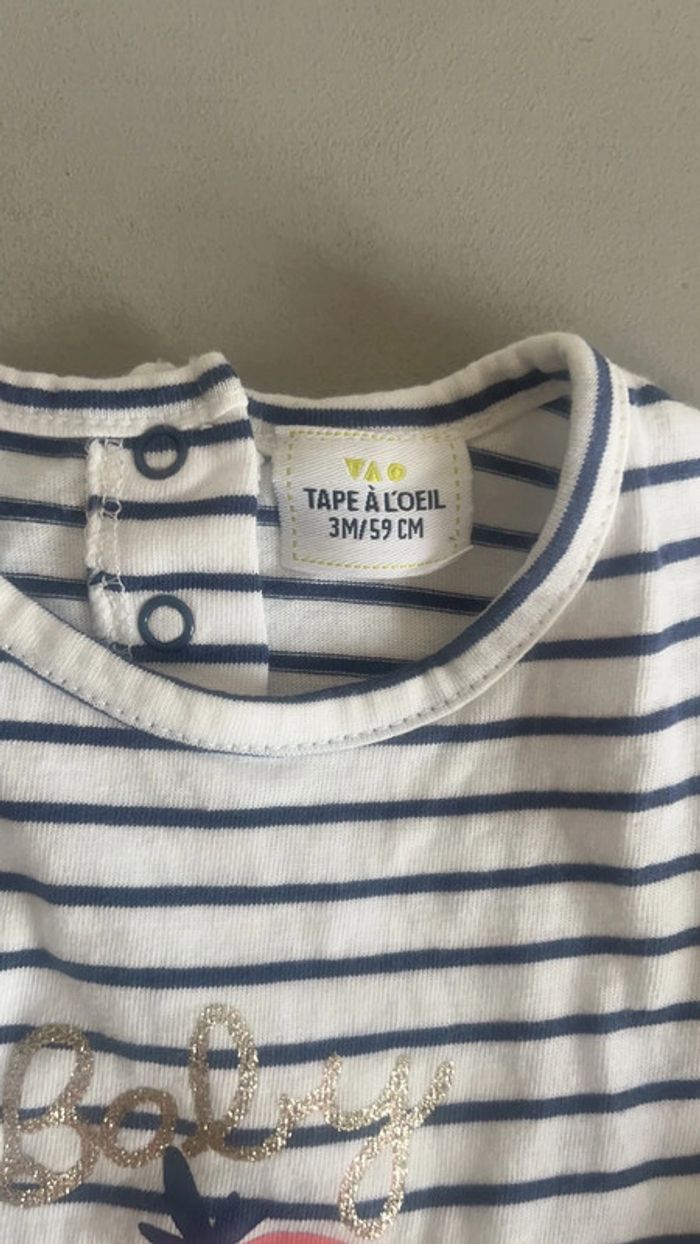 TAO
TAPE À L'OEIL
3M/59 CM
Baby